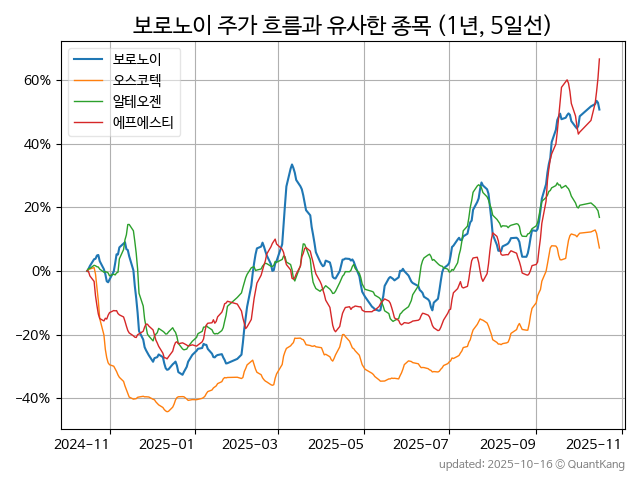 보로노이 주가 흐름과 유사한 종목 (1년, 5일선)
보로노이
오스코텍
알테오젠
에프에스티
60%
40%
20%
0%
−20%
−40%
2024-11
2025-01
2025-03
2025-05
2025-07
2025-09
2025-11
updated: 2025-10-16 © QuantKang